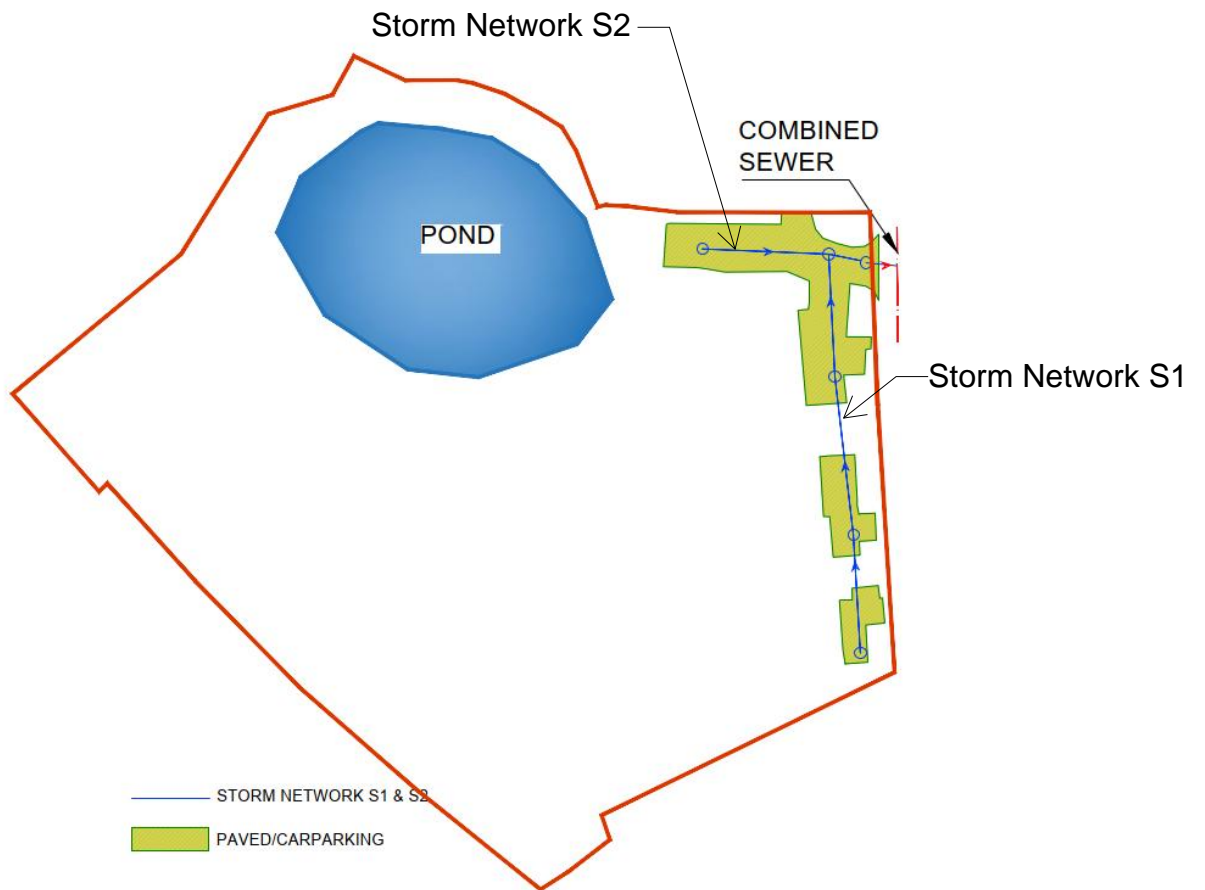 Storm Network S2
COMBINED
SEWER
POND
Storm Network S1
STORM NETWORK S1 & S2
PAVED/CARPARKING